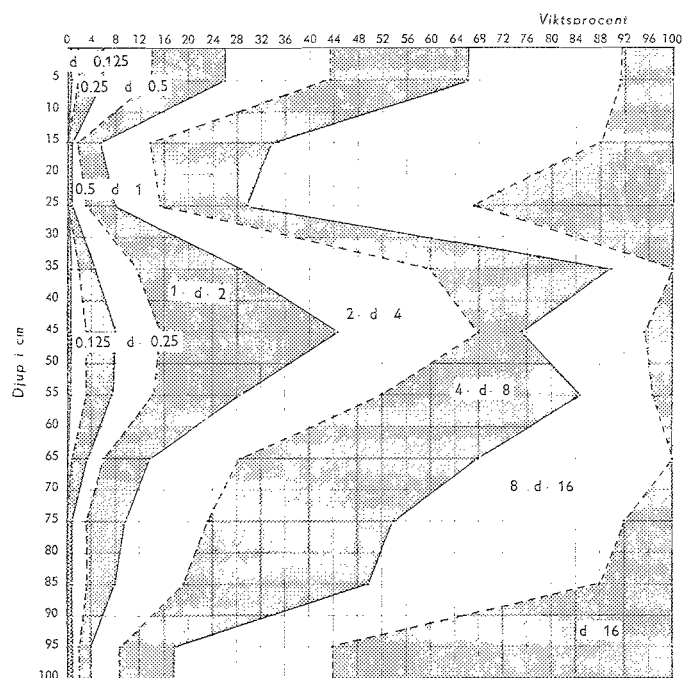 Viktsprocent
0 4 8 12 16 20 24 28 32 36 40 44 48 52 56 60 64 68 72 76 80 84 88 92 96 100
d 0.125
5
0.25 d 0.5
10
15
20
0.5 d 1
25
30
35
1 · d · 2
40
2 · d · 4
45
0.125 d · 0.25
50
Djup i cm
55
4 · d · 8
60
65
70
8 · d · 16
75
80
85
90
d 16
95
100